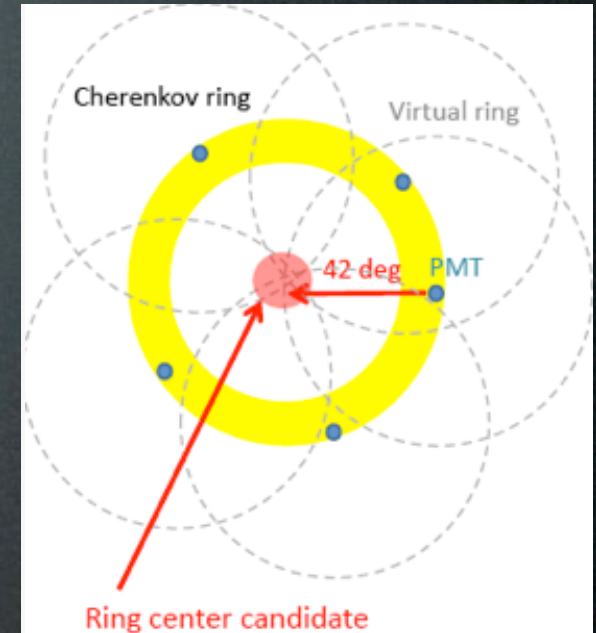 Cherenkov ring
Virtual ring
42 deg
PMT
Ring center candidate